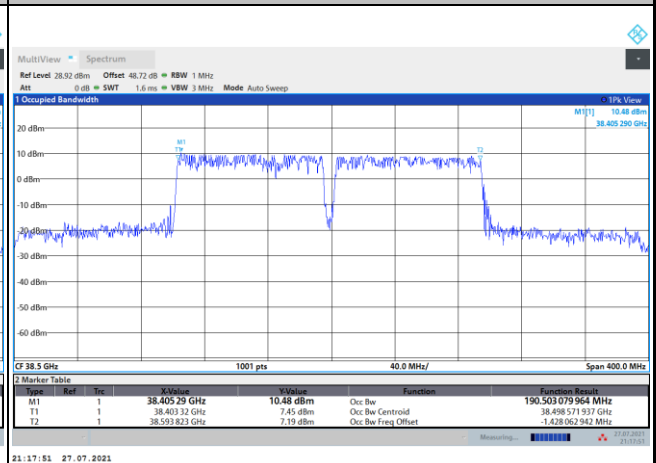 MultiView Spectrum
Ref Level 28.92 dBm Offset 48.72 dB RBW 1 MHz
Att 0 dB SWT 1.6 ms VBW 3 MHz Mode Auto Sweep
1 Occupied Bandwidth 1Pk View
M1[1] 10.48 dBm
38.405 290 GHz
20 dBm
M1
T1 T2
10 dBm
0 dBm
-10 dBm
-20 dBm
-30 dBm
-40 dBm
-50 dBm
-60 dBm
CF 38.5 GHz 1001 pts 40.0 MHz/ Span 400.0 MHz
2 Marker Table
Type Ref Trc X-Value Y-Value Function Function Result
M1 1 38.405 29 GHz 10.48 dBm Occ Bw 190.503 079 964 MHz
T1 1 38.403 32 GHz 7.45 dBm Occ Bw Centroid 38.498 571 937 GHz
T2 1 38.593 823 GHz 7.19 dBm Occ Bw Freq Offset -1.428 062 942 MHz
Measuring... 27.07.2021
21:17:51
21:17:51 27.07.2021